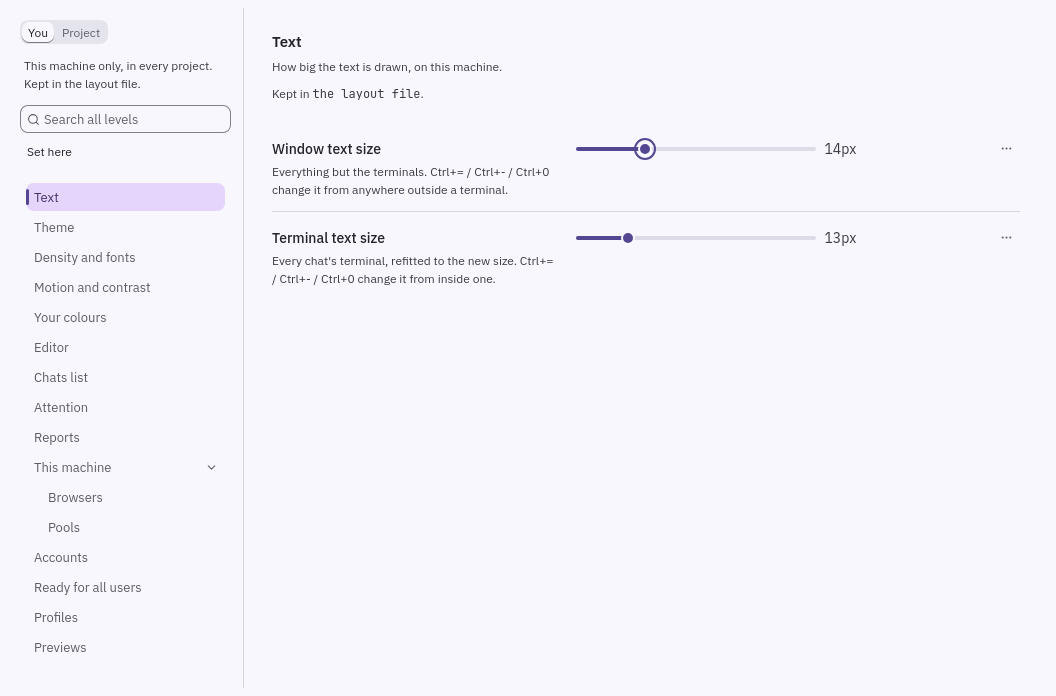 You Project
This machine only, in every project.
Kept in the layout file.
Search all levels
Set here
Text
Theme
Density and fonts
Motion and contrast
Your colours
Editor
Chats list
Attention
Reports
This machine
Browsers
Pools
Accounts
Ready for all users
Profiles
Previews
Text
How big the text is drawn, on this machine.
Kept in the layout file.
Window text size
14px
Everything but the terminals. Ctrl+= / Ctrl+- / Ctrl+0
change it from anywhere outside a terminal.
Terminal text size
13px
Every chat's terminal, refitted to the new size. Ctrl+=
/ Ctrl+- / Ctrl+0 change it from inside one.